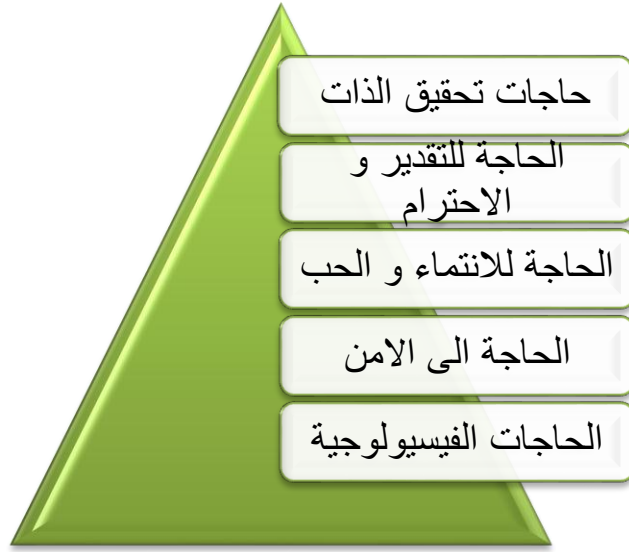 حاجات تحقيق الذات
الحاجة للتقدير و
الاحترام
الحاجة للانتماء و الحب
الحاجة الى الامن
الحاجات الفيسيولوجية